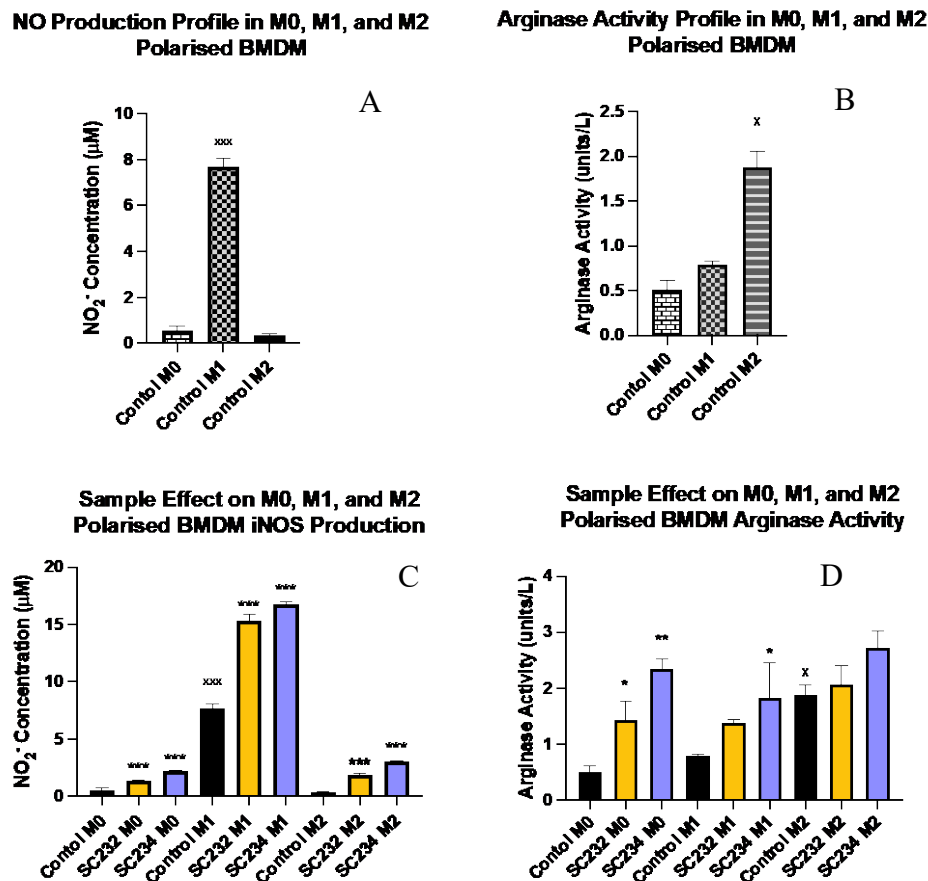 NO Production Profile in M0, M1, and M2
Polarised BMDM
A
NO2- Concentration (μM)
10
8
6
4
2
0
xxx
Contol M0
Control M1
Contorl M2
Arginase Activity Profile in M0, M1, and M2
Polarised BMDM
B
Arginase Activity (units/L)
2.5
2.0
1.5
1.0
0.5
0.0
x
Contol M0
Control M1
Control M2
Sample Effect on M0, M1, and M2
Polarised BMDM iNOS Production
C
NO2- Concentration (μM)
20
15
10
5
0
***
***
xxx
***
***
***
***
Contol M0
SC232 M0
SC234 M0
Control M1
SC232 M1
SC234 M1
Contorl M2
SC232 M2
SC234 M2
Sample Effect on M0, M1, and M2
Polarised BMDM Arginase Activity
D
Arginase Activity (units/L)
4
3
2
1
0
*
**
*
x
Contol M0
SC232 M0
SC234 M0
Control M1
SC232 M1
SC234 M1
Control M2
SC232 M2
SC234 M2